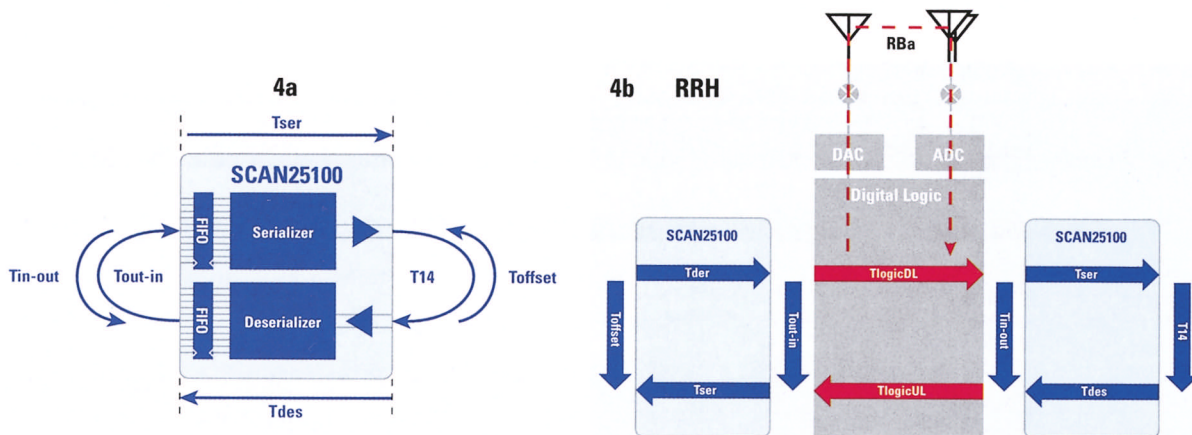 4a
Tser
SCAN25100
FIFO
Serializer
Tin-out
Tout-in
T14
Toffset
FIFO
Deserializer
Tdes
4b RRH
RBa
DAC
ADC
Digital Logic
SCAN25100
SCAN25100
Tder
TlogicDL
Tser
Toffset
Tout-in
Tin-out
T14
Tser
TlogicUL
Tdes